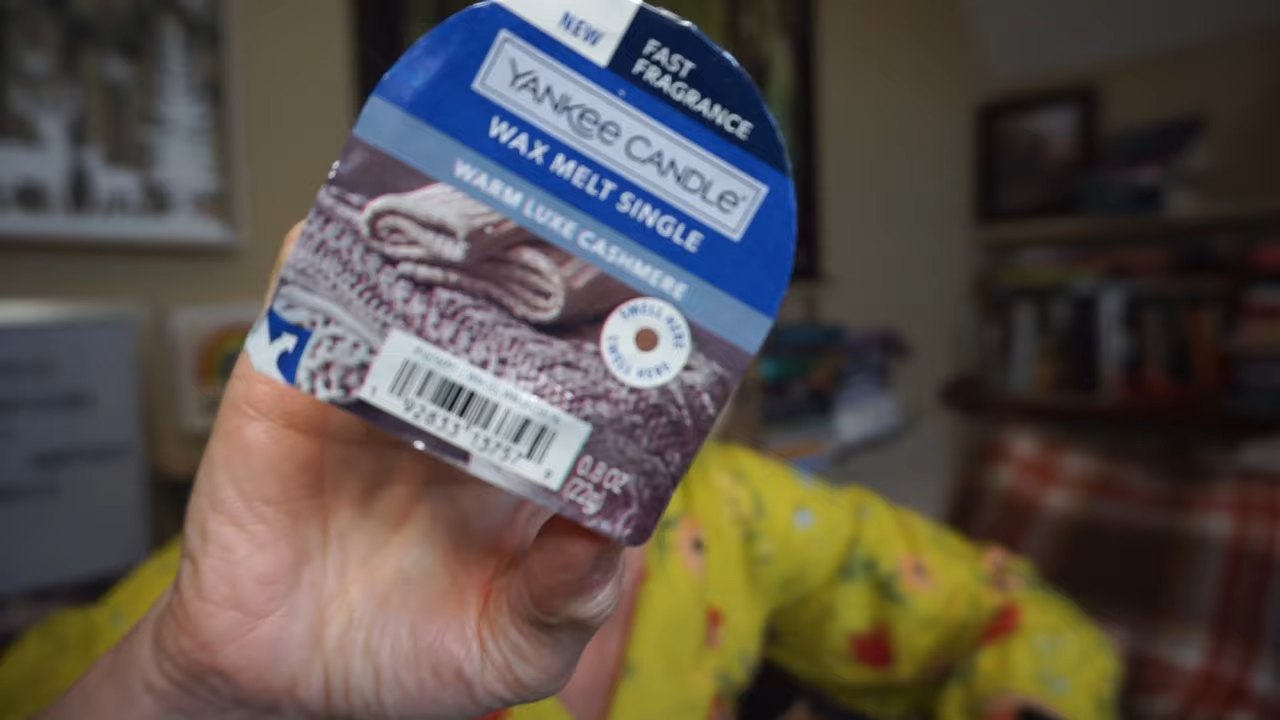 NEW
FAST
FRAGRANCE
YANKEE CANDLE
WAX MELT SINGLE
WARM LUXE CASHMERE
SMELL HERE
0.8 OZ
(22g)